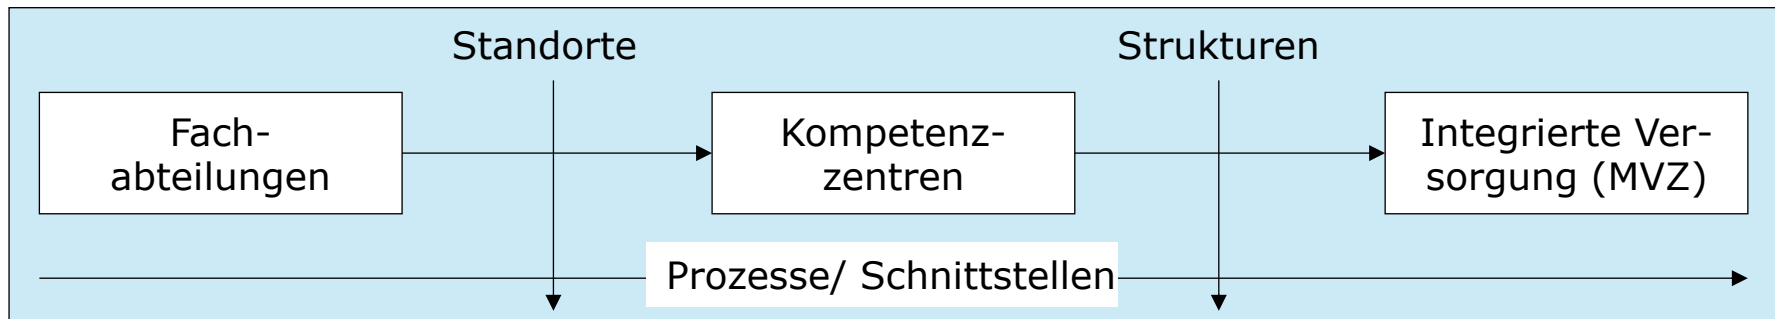 Standorte
Strukturen
Fach-
abteilungen
Kompetenz-
zentren
Integrierte Ver-
sorgung (MVZ)
Prozesse/ Schnittstellen